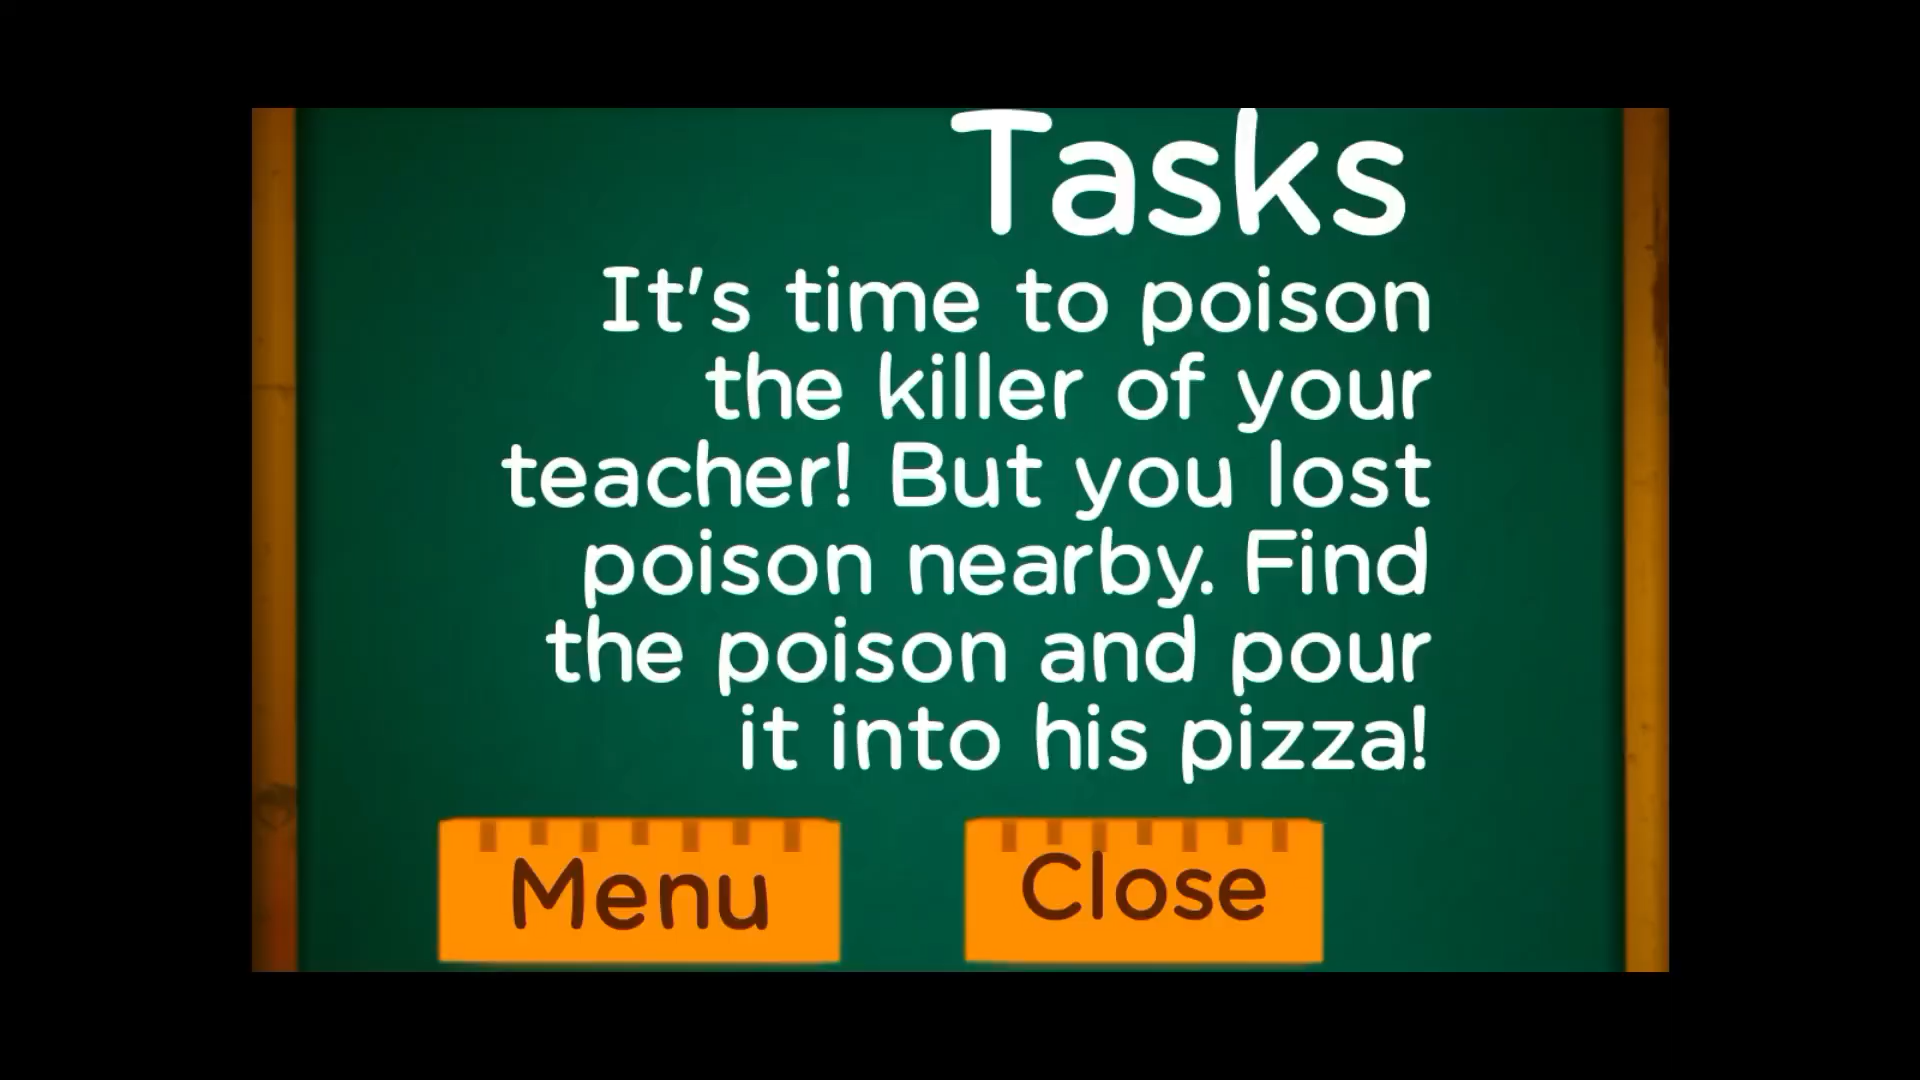 Tasks
It's time to poison
the killer of your
teacher! But you lost
poison nearby. Find
the poison and pour
it into his pizza!
Menu
Close